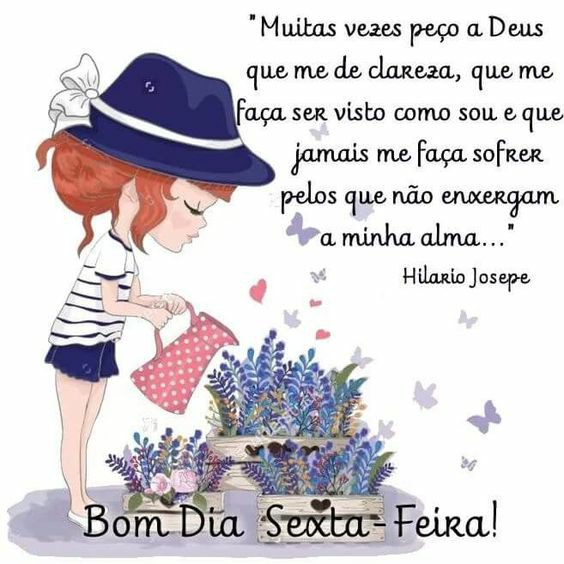 "Muitas vezes peço a Deus
que me de clareza, que me
faça ser visto como sou e que
jamais me faça sofrer
pelos que não enxergam
a minha alma..."
Hilario Josepe
Bom Dia Sexta-Feira!